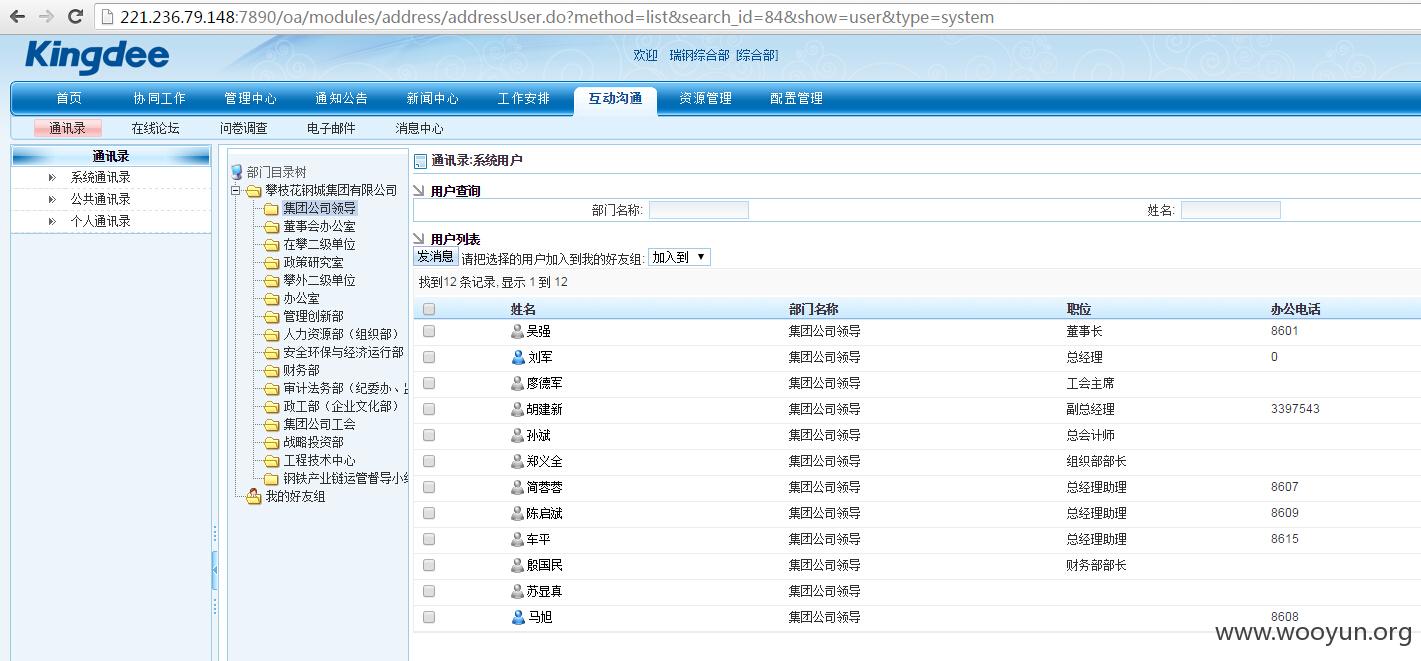 221.236.79.148:7890/oa/modules/address/addressUser.do?method=list&search_id=84&show=user&type=system
Kingdee
欢迎 瑞钢综合部 [综合部]
首页 协同工作 管理中心 通知公告 新闻中心 工作安排 互动沟通 资源管理 配置管理
通讯录 在线论坛 问卷调查 电子邮件 消息中心
通讯录
系统通讯录
公共通讯录
个人通讯录
部门目录树
攀枝花钢城集团有限公司
集团公司领导
董事会办公室
在攀二级单位
政策研究室
攀外二级单位
办公室
管理创新部
人力资源部（组织部）
安全环保与经济运行部
财务部
审计法务部（纪委办、
政工部（企业文化部）
集团公司工会
战略投资部
工程技术中心
钢铁产业链运管督导小
我的好友组
通讯录:系统用户
用户查询
部门名称: 姓名:
用户列表
发消息 请把选择的用户加入到我的好友组: 加入到
找到12 条记录, 显示 1 到 12
姓名 部门名称 职位 办公电话
吴强 集团公司领导 董事长 8601
刘军 集团公司领导 总经理 0
廖德军 集团公司领导 工会主席
胡建新 集团公司领导 副总经理 3397543
孙斌 集团公司领导 总会计师
郑义全 集团公司领导 组织部部长
简蓉蓉 集团公司领导 总经理助理 8607
陈启斌 集团公司领导 总经理助理 8609
车平 集团公司领导 总经理助理 8615
殷国民 集团公司领导 财务部部长
苏显真 集团公司领导
马旭 集团公司领导 8608
www.wooyun.org